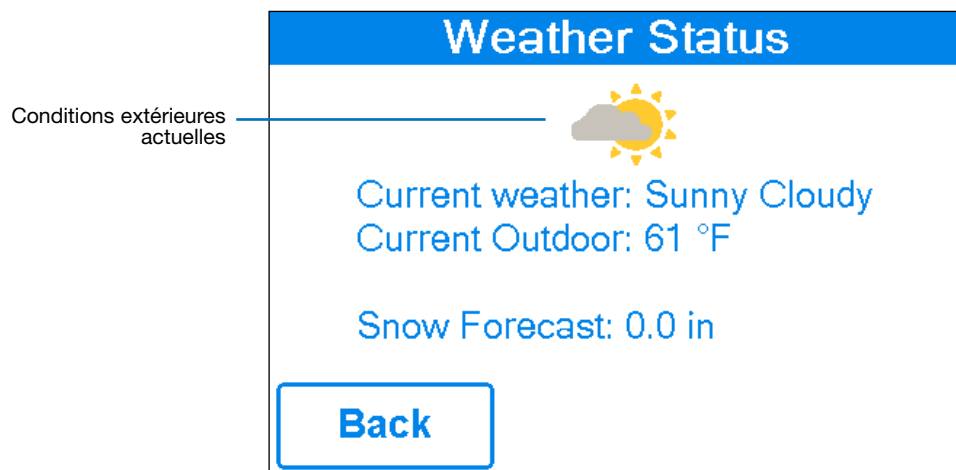 Weather Status
Conditions extérieures
actuelles
Current weather: Sunny Cloudy
Current Outdoor: 61 °F
Snow Forecast: 0.0 in
Back